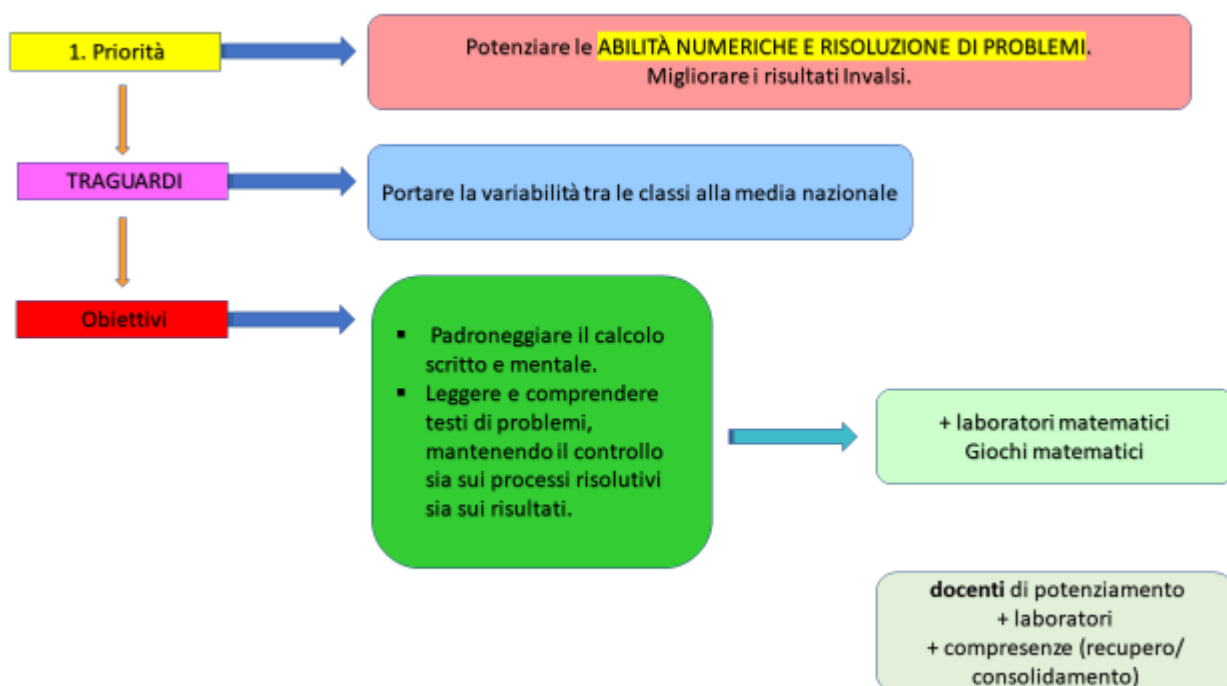 1. Priorità
Potenziare le ABILITÀ NUMERICHE E RISOLUZIONE DI PROBLEMI.
Migliorare i risultati Invalsi.
TRAGUARDI
Portare la variabilità tra le classi alla media nazionale
Obiettivi
▪ Padroneggiare il calcolo
scritto e mentale.
▪ Leggere e comprendere
testi di problemi,
mantenendo il controllo
sia sui processi risolutivi
sia sui risultati.
+ laboratori matematici
Giochi matematici
docenti di potenziamento
+ laboratori
+ compresenze (recupero/
consolidamento)